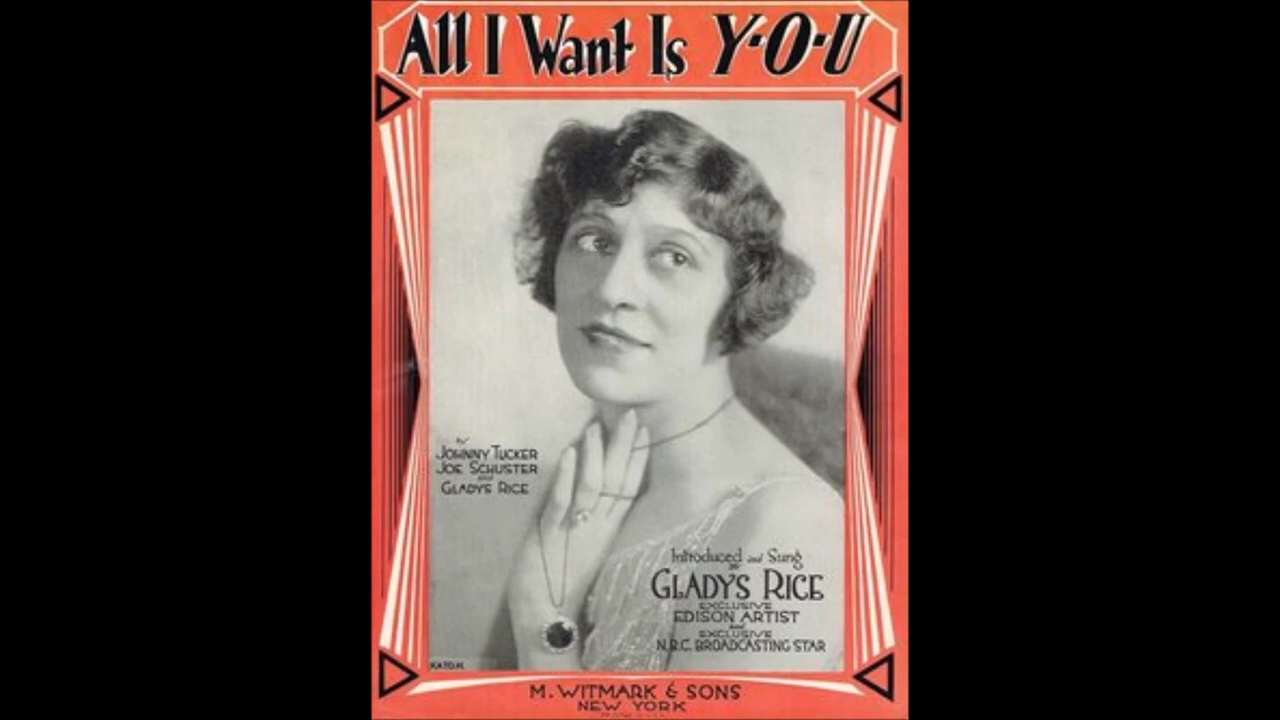 All I Want Is Y-O-U
by
JOHNNY TUCKER
JOE SCHUSTER
and
GLADYS RICE
Introduced and Sung
by
GLADYS RICE
EXCLUSIVE
EDISON ARTIST
and
EXCLUSIVE
N.B.C. BROADCASTING STAR
KATO.H.
M. WITMARK & SONS
NEW YORK